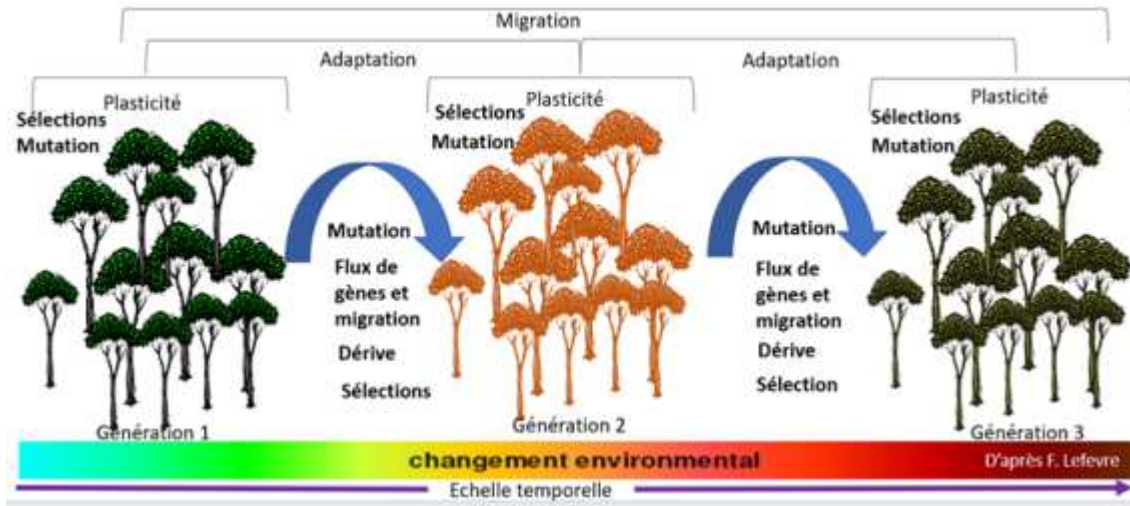 Migration
Adaptation
Adaptation
Plasticité
Sélections
Mutation
Plasticité
Sélections
Mutation
Plasticité
Sélections
Mutation
Mutation
Flux de
gènes et
migration
Dérive
Sélections
Mutation
Flux de
gènes et
migration
Dérive
Sélection
Génération 1
Génération 2
Génération 3
changement environmental
D'après F. Lefevre
Echelle temporelle